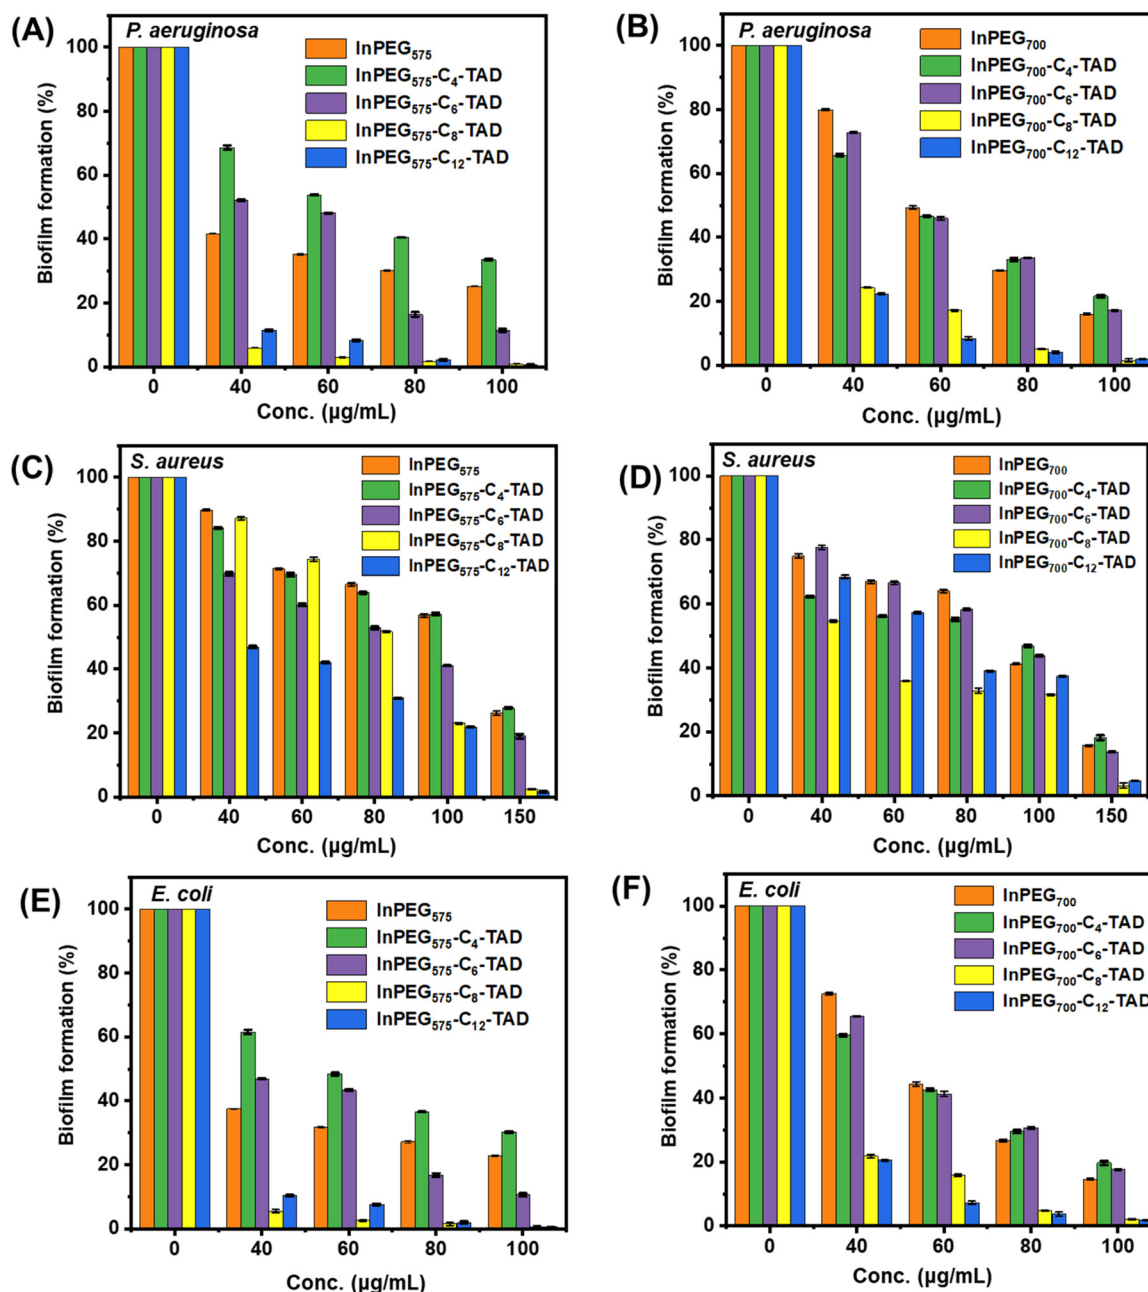 (A)
P. aeruginosa
InPEG₅₇₅
InPEG₅₇₅-C₄-TAD
InPEG₅₇₅-C₆-TAD
InPEG₅₇₅-C₈-TAD
InPEG₅₇₅-C₁₂-TAD
Biofilm formation (%)
100
80
60
40
20
0
0 40 60 80 100
Conc. (µg/mL)
(B)
P. aeruginosa
InPEG₇₀₀
InPEG₇₀₀-C₄-TAD
InPEG₇₀₀-C₆-TAD
InPEG₇₀₀-C₈-TAD
InPEG₇₀₀-C₁₂-TAD
Biofilm formation (%)
100
80
60
40
20
0
0 40 60 80 100
Conc. (µg/mL)
(C)
S. aureus
InPEG₅₇₅
InPEG₅₇₅-C₄-TAD
InPEG₅₇₅-C₆-TAD
InPEG₅₇₅-C₈-TAD
InPEG₅₇₅-C₁₂-TAD
Biofilm formation (%)
100
80
60
40
20
0
0 40 60 80 100 150
Conc. (µg/mL)
(D)
S. aureus
InPEG₇₀₀
InPEG₇₀₀-C₄-TAD
InPEG₇₀₀-C₆-TAD
InPEG₇₀₀-C₈-TAD
InPEG₇₀₀-C₁₂-TAD
Biofilm formation (%)
100
80
60
40
20
0
0 40 60 80 100 150
Conc. (µg/mL)
(E)
E. coli
InPEG₅₇₅
InPEG₅₇₅-C₄-TAD
InPEG₅₇₅-C₆-TAD
InPEG₅₇₅-C₈-TAD
InPEG₅₇₅-C₁₂-TAD
Biofilm formation (%)
100
80
60
40
20
0
0 40 60 80 100
Conc. (µg/mL)
(F)
E. coli
InPEG₇₀₀
InPEG₇₀₀-C₄-TAD
InPEG₇₀₀-C₆-TAD
InPEG₇₀₀-C₈-TAD
InPEG₇₀₀-C₁₂-TAD
Biofilm formation (%)
100
80
60
40
20
0
0 40 60 80 100
Conc. (µg/mL)